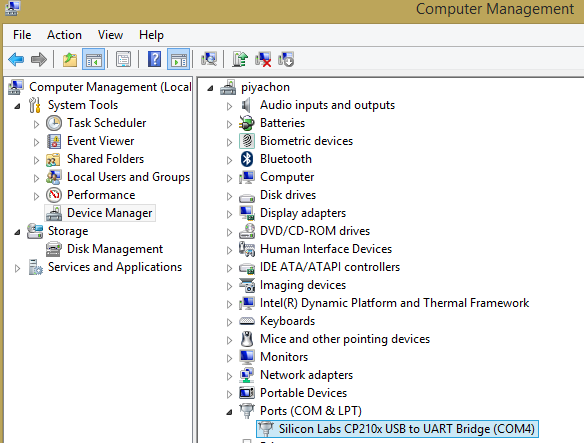 Computer Management
File Action View Help
Computer Management (Local
System Tools
Task Scheduler
Event Viewer
Shared Folders
Local Users and Groups
Performance
Device Manager
Storage
Disk Management
Services and Applications
piyachon
Audio inputs and outputs
Batteries
Biometric devices
Bluetooth
Computer
Disk drives
Display adapters
DVD/CD-ROM drives
Human Interface Devices
IDE ATA/ATAPI controllers
Imaging devices
Intel(R) Dynamic Platform and Thermal Framework
Keyboards
Mice and other pointing devices
Monitors
Network adapters
Portable Devices
Ports (COM & LPT)
Silicon Labs CP210x USB to UART Bridge (COM4)